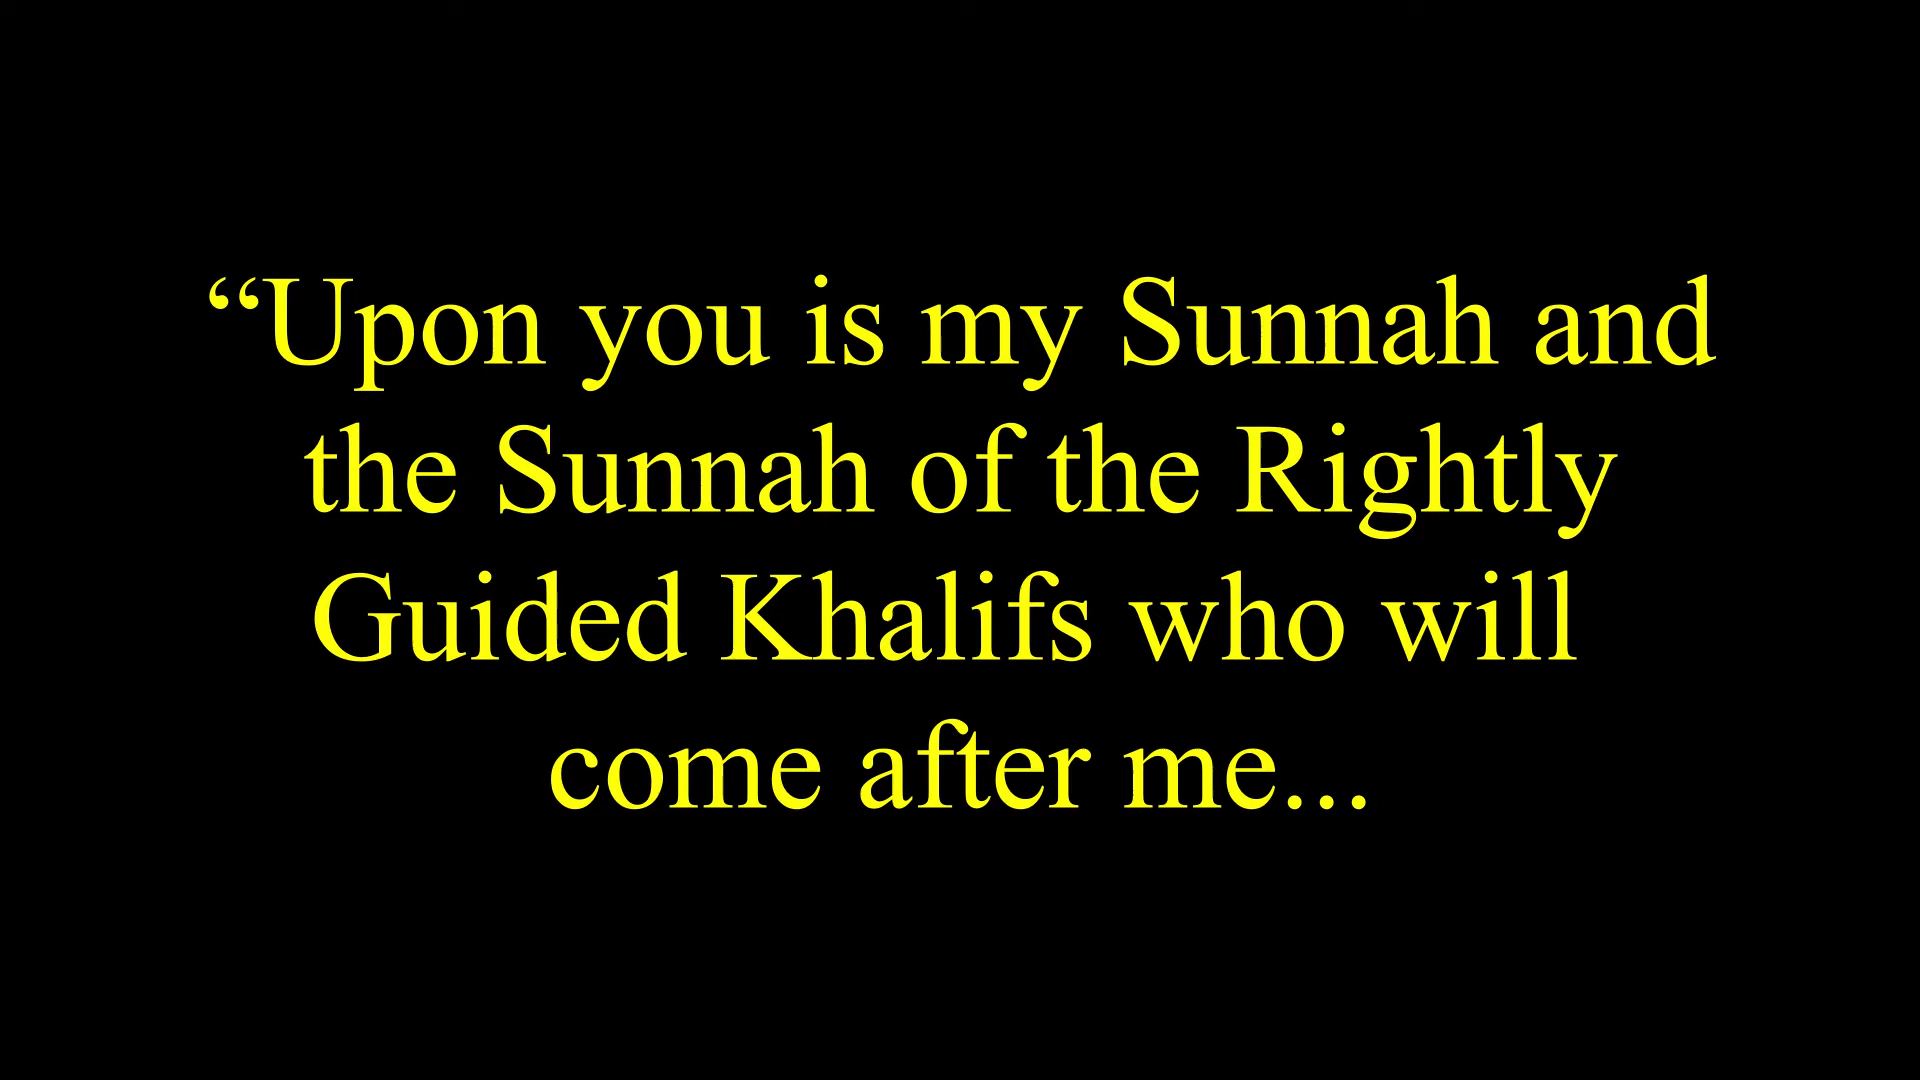 “Upon you is my Sunnah and
the Sunnah of the Rightly
Guided Khalifs who will
come after me...